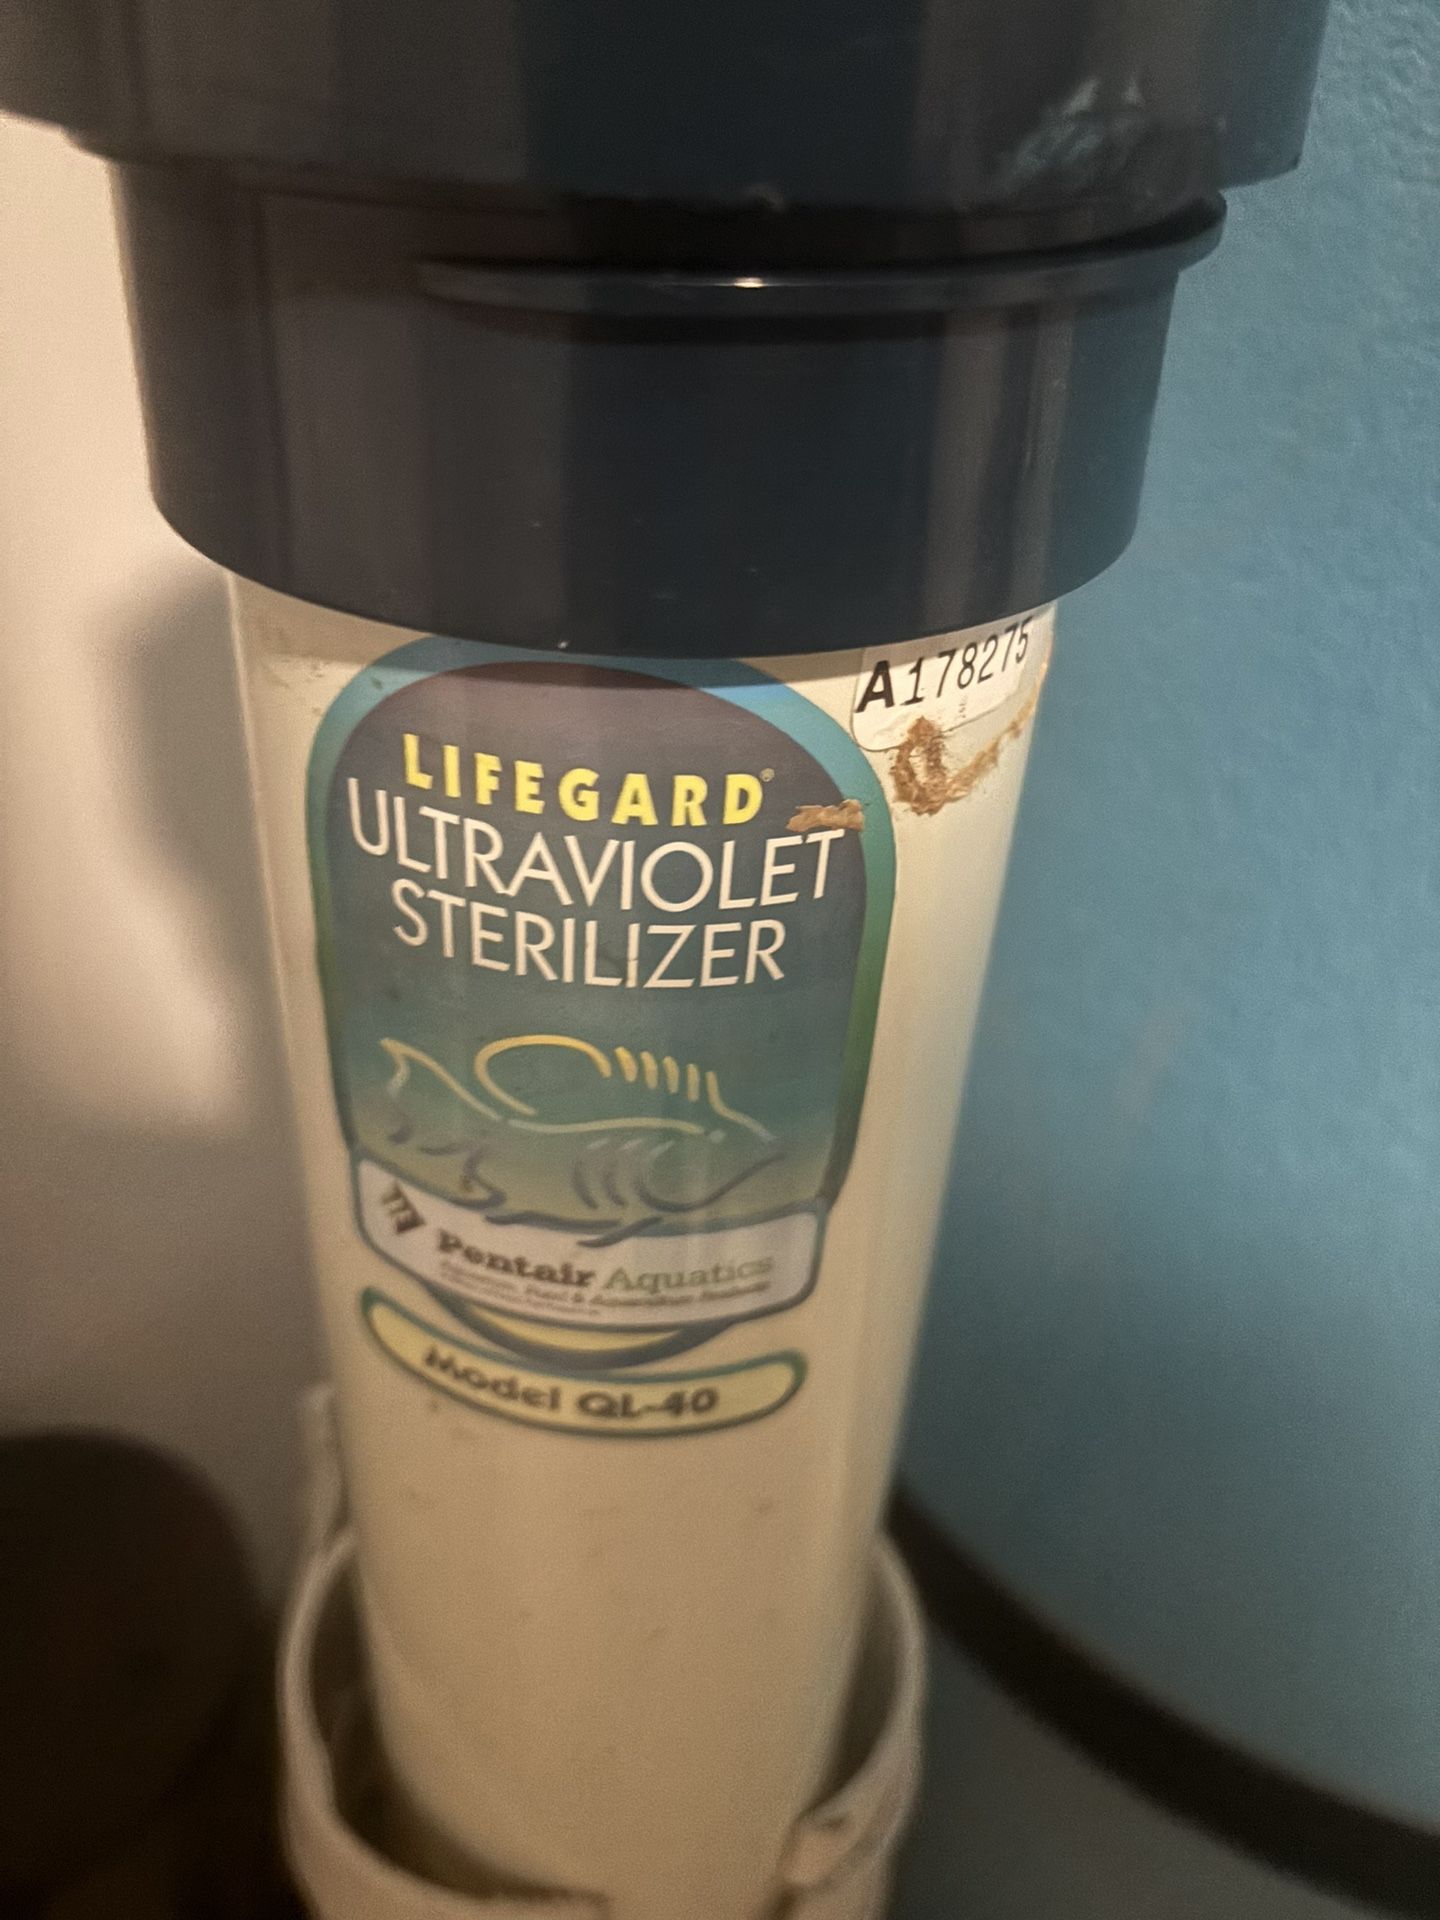 A178275
LIFEGARD®
ULTRAVIOLET
STERILIZER
Pentair Aquatics
Model QL-40